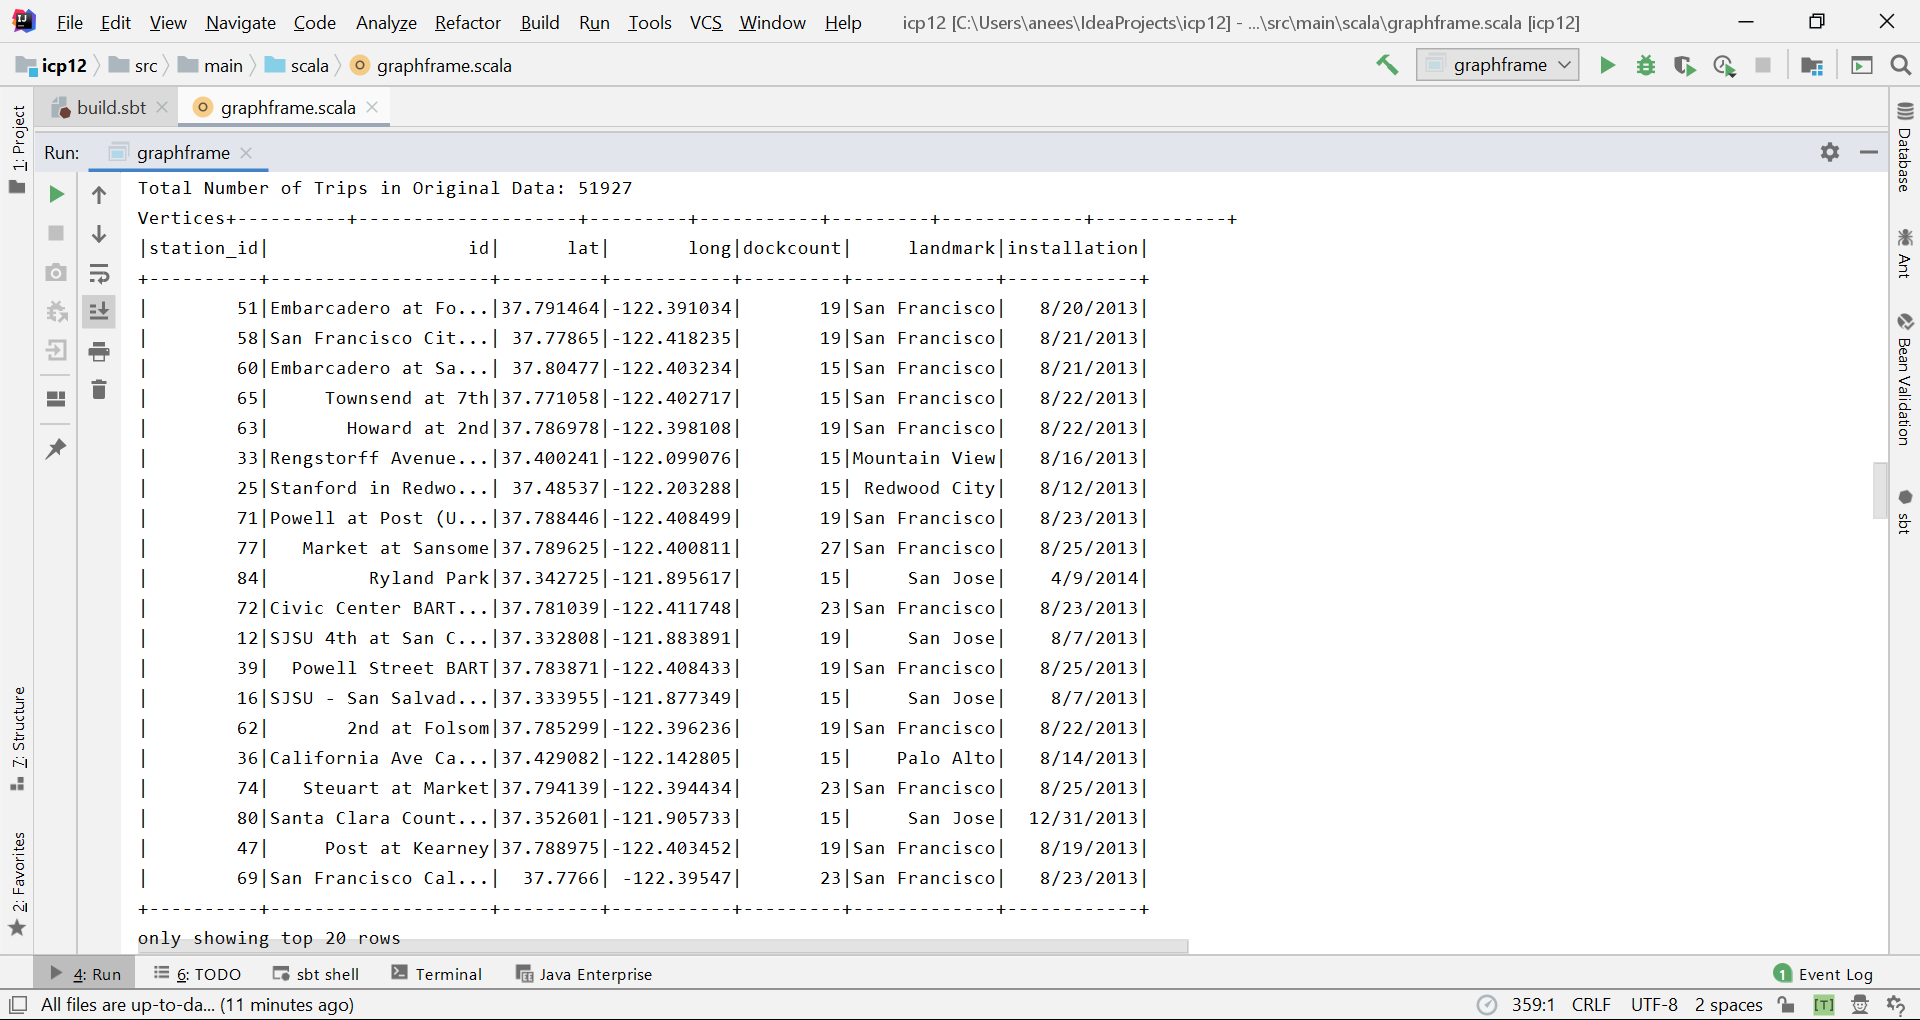 File Edit View Navigate Code Analyze Refactor Build Run Tools VCS Window Help icp12 [C:\Users\anees\IdeaProjects\icp12] - ...\src\main\scala\graphframe.scala [icp12]
icp12 src main scala graphframe.scala graphframe
build.sbt graphframe.scala
Run: graphframe
1: Project
7: Structure
2: Favorites
Total Number of Trips in Original Data: 51927
Vertices+----------+--------------------+---------+-----------+---------+-------------+------------+
|station_id|                  id|      lat|       long|dockcount|     landmark|installation|
+----------+--------------------+---------+-----------+---------+-------------+------------+
|        51|Embarcadero at Fo...|37.791464|-122.391034|       19|San Francisco|   8/20/2013|
|        58|San Francisco Cit...| 37.77865|-122.418235|       19|San Francisco|   8/21/2013|
|        60|Embarcadero at Sa...| 37.80477|-122.403234|       15|San Francisco|   8/21/2013|
|        65|     Townsend at 7th|37.771058|-122.402717|       15|San Francisco|   8/22/2013|
|        63|       Howard at 2nd|37.786978|-122.398108|       19|San Francisco|   8/22/2013|
|        33|Rengstorff Avenue...|37.400241|-122.099076|       15|Mountain View|   8/16/2013|
|        25|Stanford in Redwo...| 37.48537|-122.203288|       15| Redwood City|   8/12/2013|
|        71|Powell at Post (U...|37.788446|-122.408499|       19|San Francisco|   8/23/2013|
|        77|   Market at Sansome|37.789625|-122.400811|       27|San Francisco|   8/25/2013|
|        84|         Ryland Park|37.342725|-121.895617|       15|     San Jose|    4/9/2014|
|        72|Civic Center BART...|37.781039|-122.411748|       23|San Francisco|   8/23/2013|
|        12|SJSU 4th at San C...|37.332808|-121.883891|       19|     San Jose|    8/7/2013|
|        39|  Powell Street BART|37.783871|-122.408433|       19|San Francisco|   8/25/2013|
|        16|SJSU - San Salvad...|37.333955|-121.877349|       15|     San Jose|    8/7/2013|
|        62|       2nd at Folsom|37.785299|-122.396236|       19|San Francisco|   8/22/2013|
|        36|California Ave Ca...|37.429082|-122.142805|       15|    Palo Alto|   8/14/2013|
|        74|   Steuart at Market|37.794139|-122.394434|       23|San Francisco|   8/25/2013|
|        80|Santa Clara Count...|37.352601|-121.905733|       15|     San Jose|  12/31/2013|
|        47|     Post at Kearney|37.788975|-122.403452|       19|San Francisco|   8/19/2013|
|        69|San Francisco Cal...|  37.7766| -122.39547|       23|San Francisco|   8/23/2013|
+----------+--------------------+---------+-----------+---------+-------------+------------+
only showing top 20 rows
Database
Ant
Bean Validation
sbt
4: Run 6: TODO sbt shell Terminal Java Enterprise 1 Event Log
All files are up-to-da... (11 minutes ago) 359:1 CRLF UTF-8 2 spaces [T]